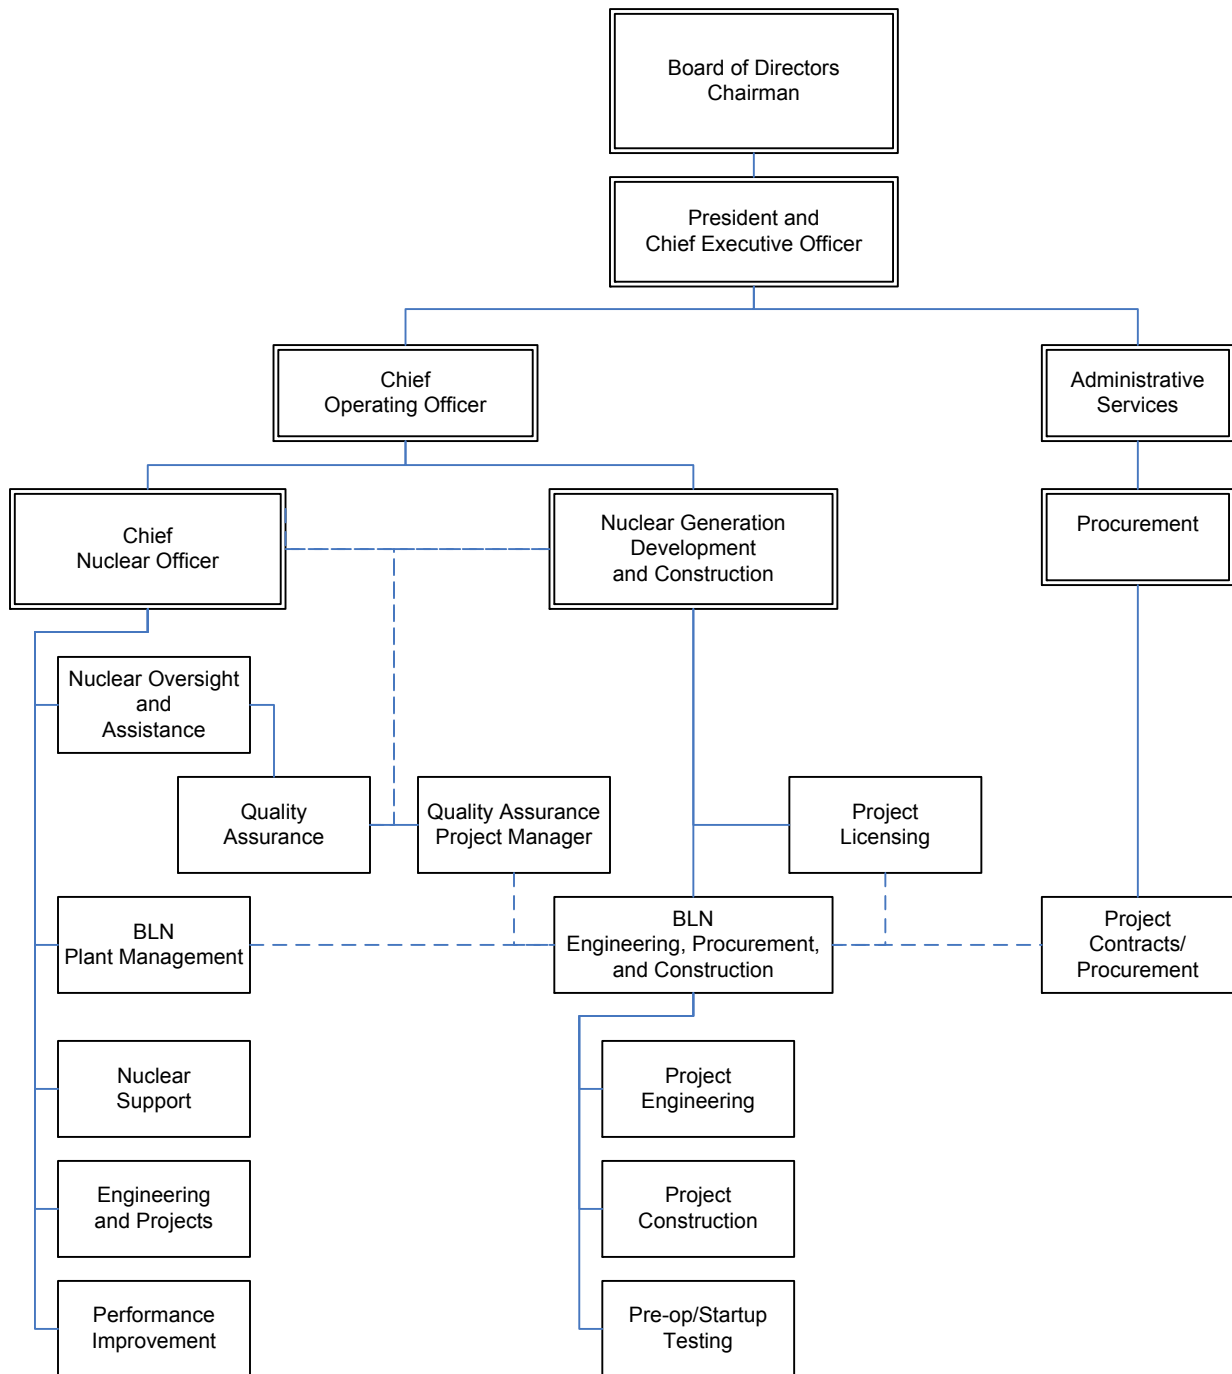 Board of Directors
Chairman
President and
Chief Executive Officer
Chief
Operating Officer
Administrative
Services
Chief
Nuclear Officer
Nuclear Generation
Development
and Construction
Procurement
Nuclear Oversight
and
Assistance
Quality
Assurance
Quality Assurance
Project Manager
Project
Licensing
BLN
Plant Management
BLN
Engineering, Procurement,
and Construction
Project
Contracts/
Procurement
Nuclear
Support
Project
Engineering
Engineering
and Projects
Project
Construction
Performance
Improvement
Pre-op/Startup
Testing